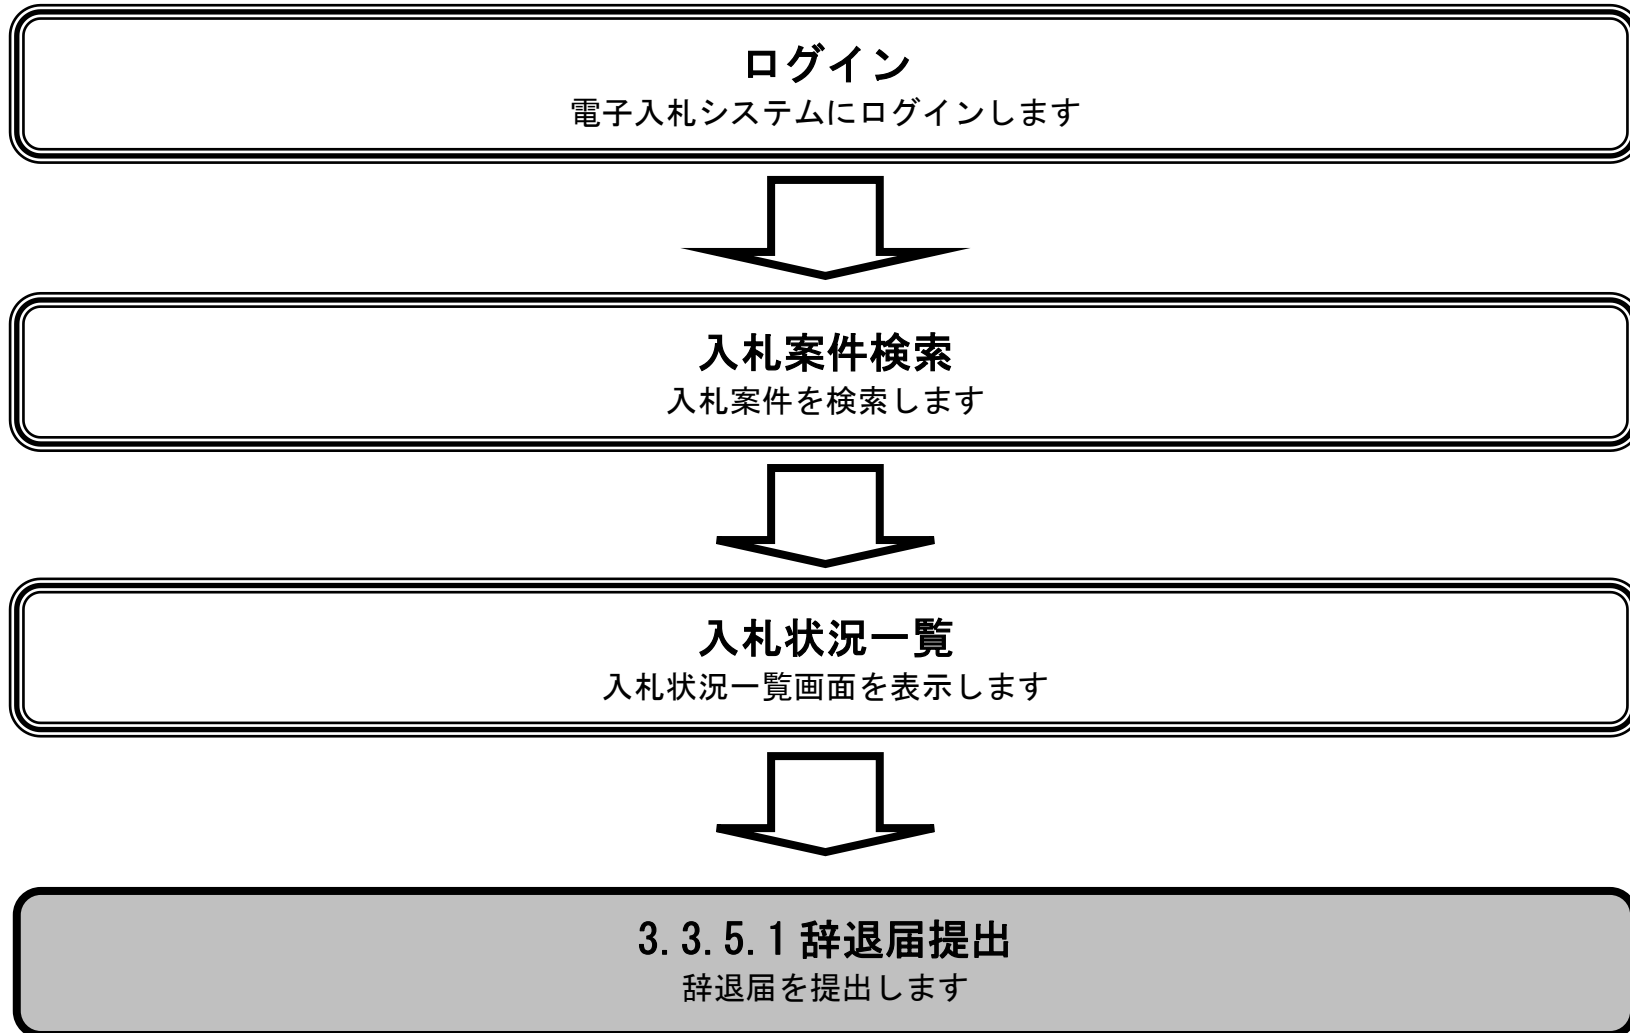 ログイン
電子入札システムにログインします
入札案件検索
入札案件を検索します
入札状況一覧
入札状況一覧画面を表示します
3.3.5.1 辞退届提出
辞退届を提出します